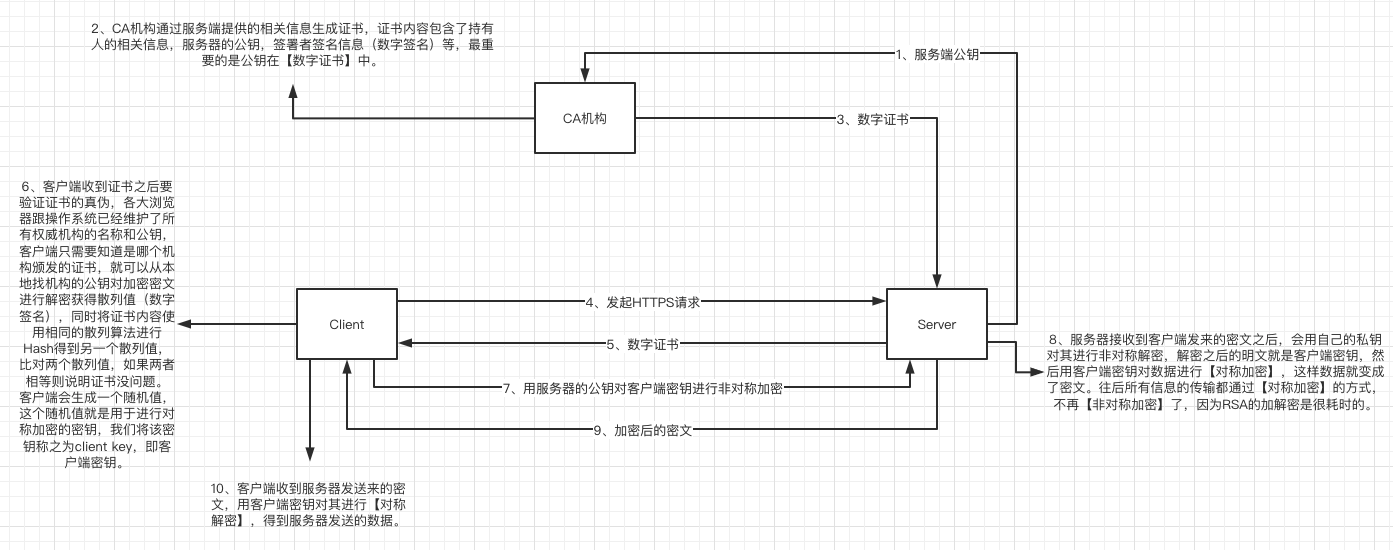 2、CA机构通过服务端提供的相关信息生成证书，证书内容包含了持有
人的相关信息，服务器的公钥，签署者签名信息（数字签名）等，最重
要的是公钥在【数字证书】中。
1、服务端公钥
CA机构
3、数字证书
6、客户端收到证书之后要
验证证书的真伪，各大浏览
器跟操作系统已经维护了所
有权威机构的名称和公钥，
客户端只需要知道是哪个机
构颁发的证书，就可以从本
地找机构的公钥对加密密文
进行解密获得散列值（数字
签名），同时将证书内容使
用相同的散列算法进行
Hash得到另一个散列值，
比对两个散列值，如果两者
相等则说明证书没问题。
客户端会生成一个随机值，
这个随机值就是用于进行对
称加密的密钥，我们将该密
钥称之为client key，即客
户端密钥。
Client
4、发起HTTPS请求
Server
5、数字证书
7、用服务器的公钥对客户端密钥进行非对称加密
9、加密后的密文
8、服务器接收到客户端发来的密文之后，会用自己的私钥
对其进行非对称解密，解密之后的明文就是客户端密钥，然
后用客户端密钥对数据进行【对称加密】，这样数据就变成
了密文。往后所有信息的传输都通过【对称加密】的方式，
不再【非对称加密】了，因为RSA的加解密是很耗时的。
10、客户端收到服务器发送来的密
文，用客户端密钥对其进行【对称
解密】，得到服务器发送的数据。